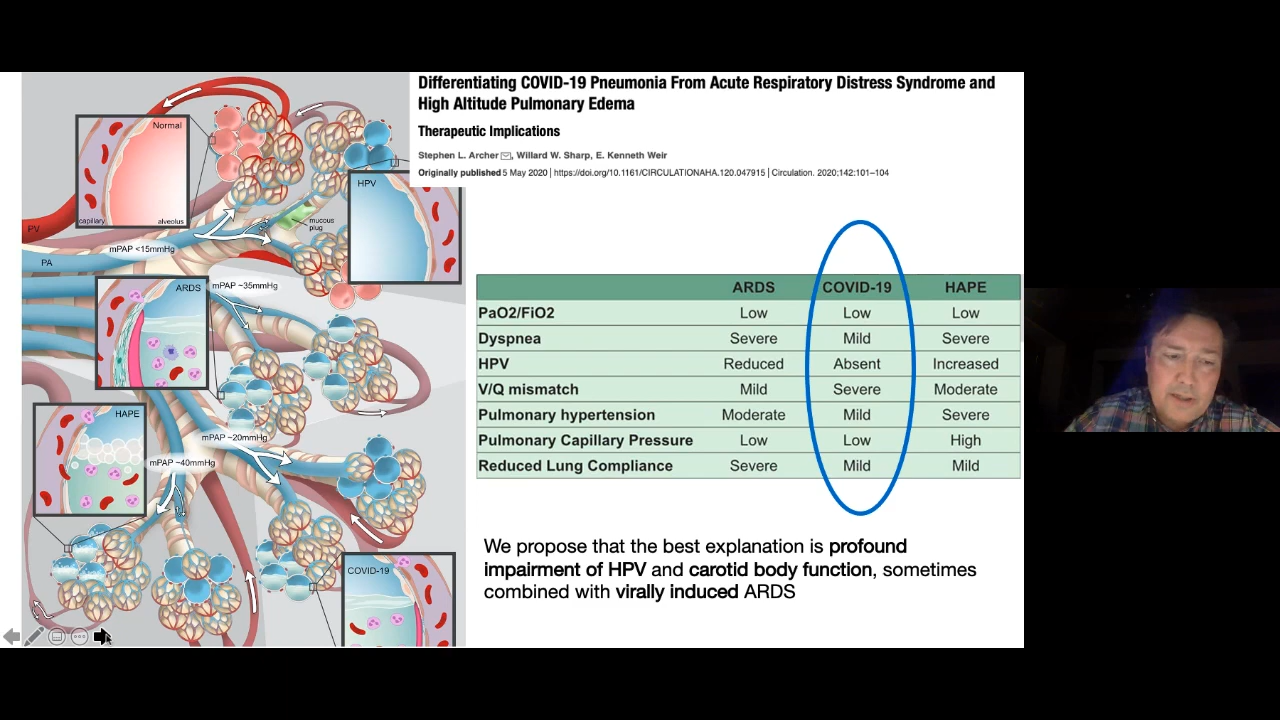 Differentiating COVID-19 Pneumonia From Acute Respiratory Distress Syndrome and
High Altitude Pulmonary Edema
Therapeutic Implications
Stephen L. Archer, Willard W. Sharp, E. Kenneth Weir
Originally published 5 May 2020 | https://doi.org/10.1161/CIRCULATIONAHA.120.047915 | Circulation. 2020;142:101–104
Normal
capillary
alveolus
HPV
mucous
plug
PV
mPAP <15mmHg
PA
ARDS
mPAP ~35mmHg
HAPE
mPAP ~20mmHg
mPAP ~40mmHg
COVID-19
ARDS COVID-19 HAPE
PaO2/FiO2 Low Low Low
Dyspnea Severe Mild Severe
HPV Reduced Absent Increased
V/Q mismatch Mild Severe Moderate
Pulmonary hypertension Moderate Mild Severe
Pulmonary Capillary Pressure Low Low High
Reduced Lung Compliance Severe Mild Mild
We propose that the best explanation is profound
impairment of HPV and carotid body function, sometimes
combined with virally induced ARDS